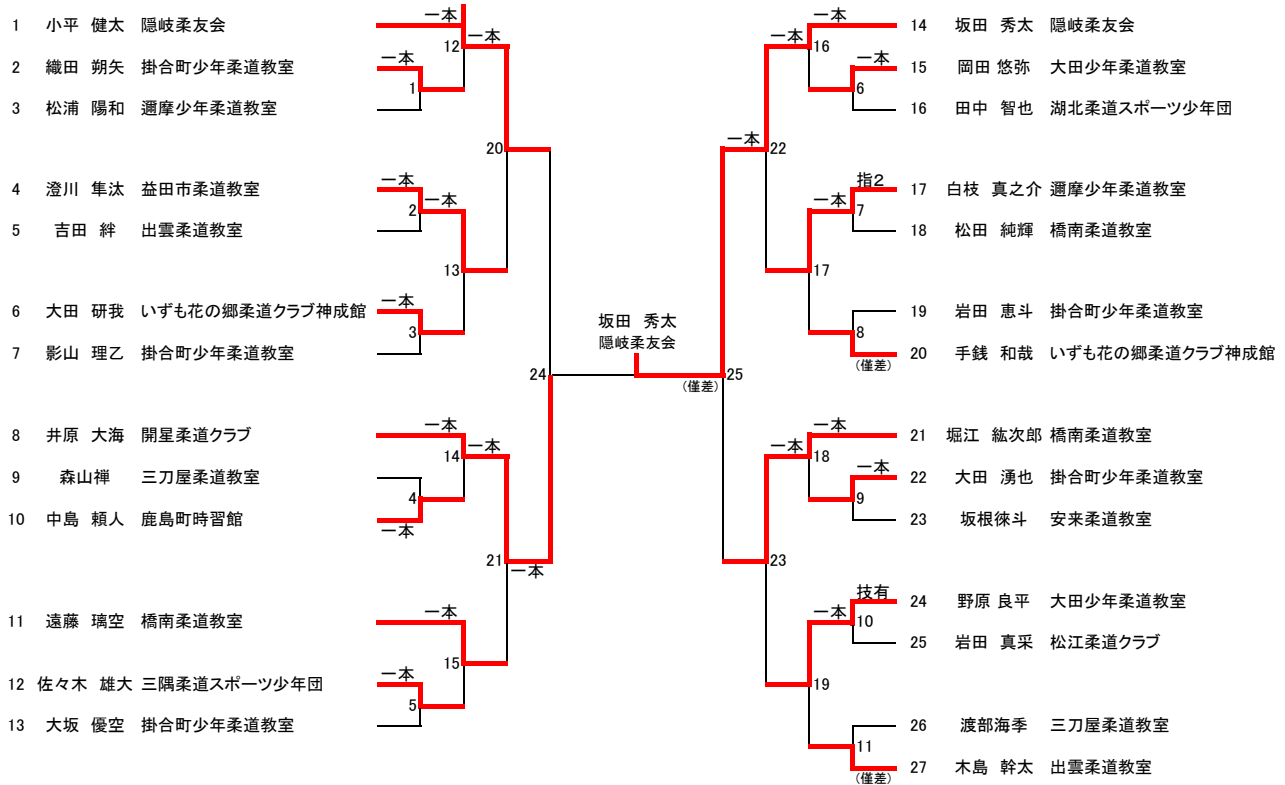 1 小平 健太 隠岐柔友会
2 織田 朔矢 掛合町少年柔道教室
3 松浦 陽和 邇摩少年柔道教室
4 澄川 隼汰 益田市柔道教室
5 吉田 絆 出雲柔道教室
6 大田 研我 いずも花の郷柔道クラブ神成館
7 影山 理乙 掛合町少年柔道教室
8 井原 大海 開星柔道クラブ
9 森山禅 三刀屋柔道教室
10 中島 頼人 鹿島町時習館
11 遠藤 璃空 橋南柔道教室
12 佐々木 雄大 三隅柔道スポーツ少年団
13 大坂 優空 掛合町少年柔道教室
一本
12
一本
一本
1
20
一本
2
一本
13
一本
3
24
一本
14
一本
4
一本
21
一本
一本
15
一本
5
坂田 秀太
隠岐柔友会
(僅差)
25
一本
16
一本
一本
6
一本
22
指2
一本
7
17
8
(僅差)
一本
18
一本
一本
9
23
技有
一本
10
19
11
(僅差)
14 坂田 秀太 隠岐柔友会
15 岡田 悠弥 大田少年柔道教室
16 田中 智也 湖北柔道スポーツ少年団
17 白枝 真之介 邇摩少年柔道教室
18 松田 純輝 橋南柔道教室
19 岩田 恵斗 掛合町少年柔道教室
20 手銭 和哉 いずも花の郷柔道クラブ神成館
21 堀江 紘次郎 橋南柔道教室
22 大田 湧也 掛合町少年柔道教室
23 坂根徠斗 安来柔道教室
24 野原 良平 大田少年柔道教室
25 岩田 真采 松江柔道クラブ
26 渡部海季 三刀屋柔道教室
27 木島 幹太 出雲柔道教室